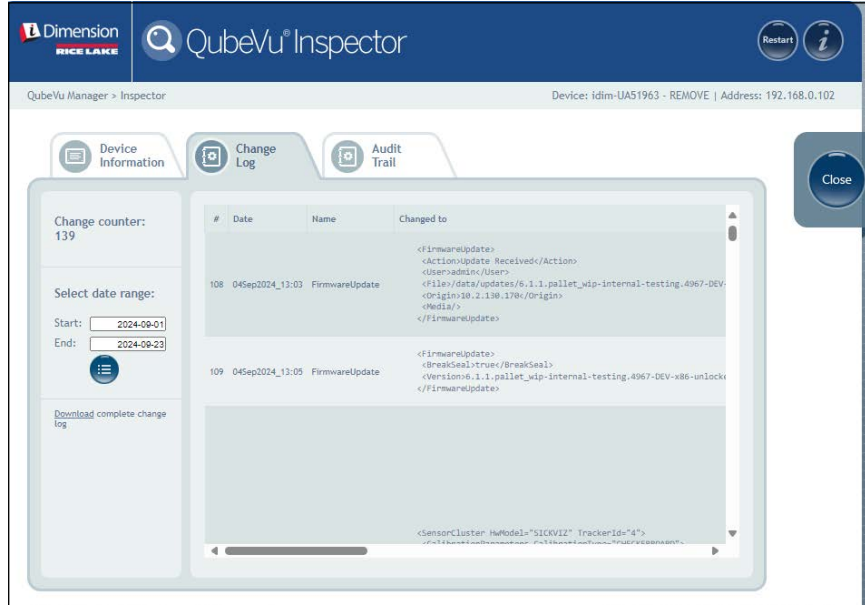 i Dimension
RICE LAKE
QubeVu® Inspector
Restart
i
QubeVu Manager > Inspector
Device: idim-UA51963 - REMOVE | Address: 192.168.0.102
Device Information
Change Log
Audit Trail
Close
Change counter:
139
Select date range:
Start: 2024-09-01
End: 2024-09-23
Download complete change
log
# Date Name Changed to
108 04Sep2024_13:03 FirmwareUpdate
<FirmwareUpdate>
<Action>Update Received</Action>
<User>admin</User>
<File>/data/updates/6.1.1.pallet_wip-internal-testing.4967-DEV-
<Origin>10.2.130.170</Origin>
<Media/>
</FirmwareUpdate>
109 04Sep2024_13:05 FirmwareUpdate
<FirmwareUpdate>
<BreakSeal>true</BreakSeal>
<Version>6.1.1.pallet_wip-internal-testing.4967-DEV-x86-unlocke
</FirmwareUpdate>
<SensorCluster HwModel="SICKVIZ" TrackerId="4">
<CalibrationParameters CalibrationType="CHECKERBOARD">